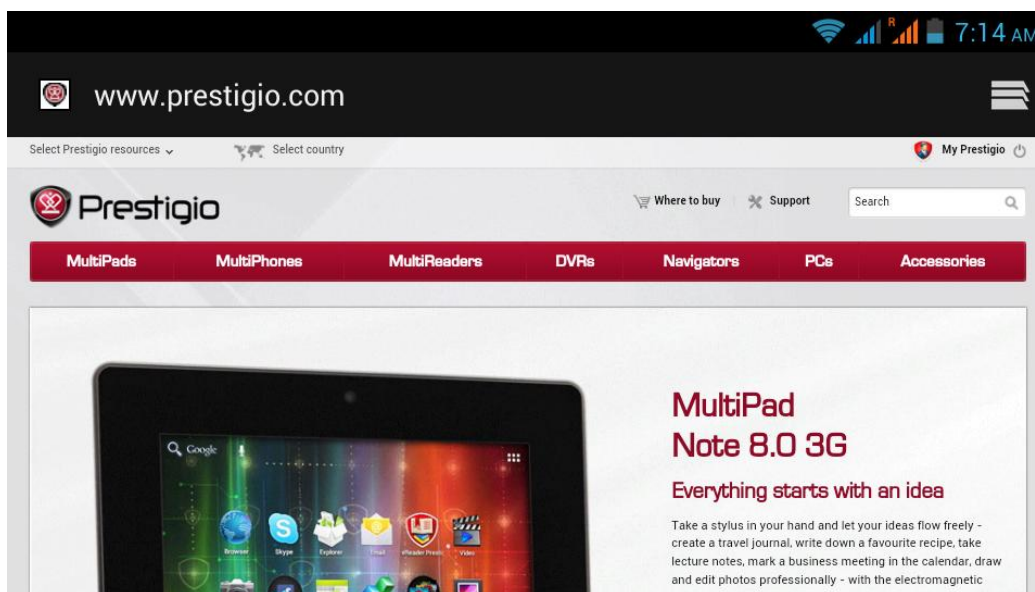 R 7:14 AM
www.prestigio.com
Select Prestigio resources Select country My Prestigio
Prestigio
Where to buy Support Search
MultiPads MultiPhones MultiReaders DVRs Navigators PCs Accessories
MultiPad
Note 8.0 3G
Everything starts with an idea
Take a stylus in your hand and let your ideas flow freely -
create a travel journal, write down a favourite recipe, take
lecture notes, mark a business meeting in the calendar, draw
and edit photos professionally - with the electromagnetic
Google
Browser Skype Explorer Email eReader Prestigio Video